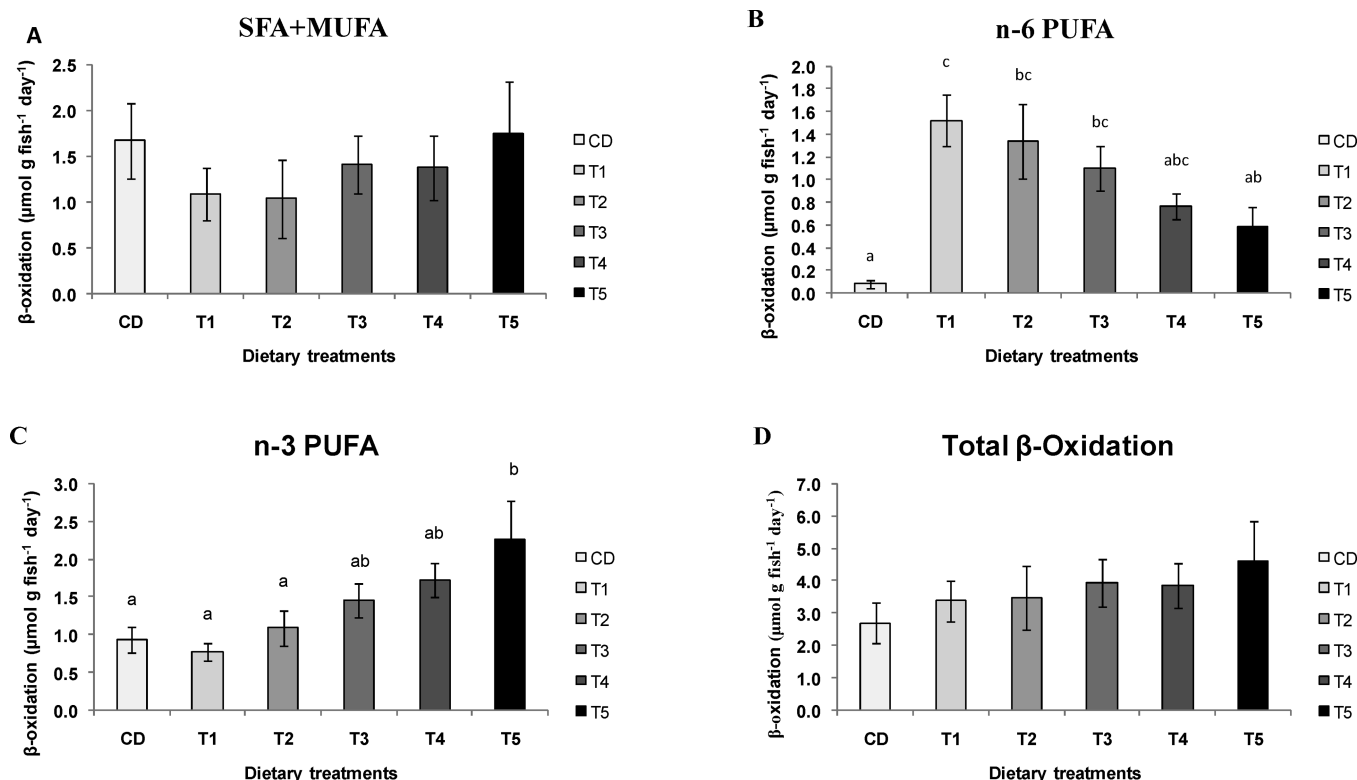 A
SFA+MUFA
β-oxidation (µmol g fish⁻¹ day⁻¹)
2.5
2.0
1.5
1.0
0.5
0.0
CD T1 T2 T3 T4 T5
Dietary treatments
CD
T1
T2
T3
T4
T5
B
n-6 PUFA
β-oxidation (µmol g fish⁻¹ day⁻¹)
2.0
1.8
1.6
1.4
1.2
1.0
0.8
0.6
0.4
0.2
0.0
a c bc bc abc ab
CD T1 T2 T3 T4 T5
Dietary treatments
CD
T1
T2
T3
T4
T5
C
n-3 PUFA
β-oxidation (µmol g fish⁻¹ day⁻¹)
3.0
2.5
2.0
1.5
1.0
0.5
0.0
a a a ab ab b
CD T1 T2 T3 T4 T5
Dietary treatments
CD
T1
T2
T3
T4
T5
D
Total β-Oxidation
β-oxidation (µmol g fish⁻¹ day⁻¹)
7.0
6.0
5.0
4.0
3.0
2.0
1.0
0.0
CD T1 T2 T3 T4 T5
Dietary treatments
CD
T1
T2
T3
T4
T5